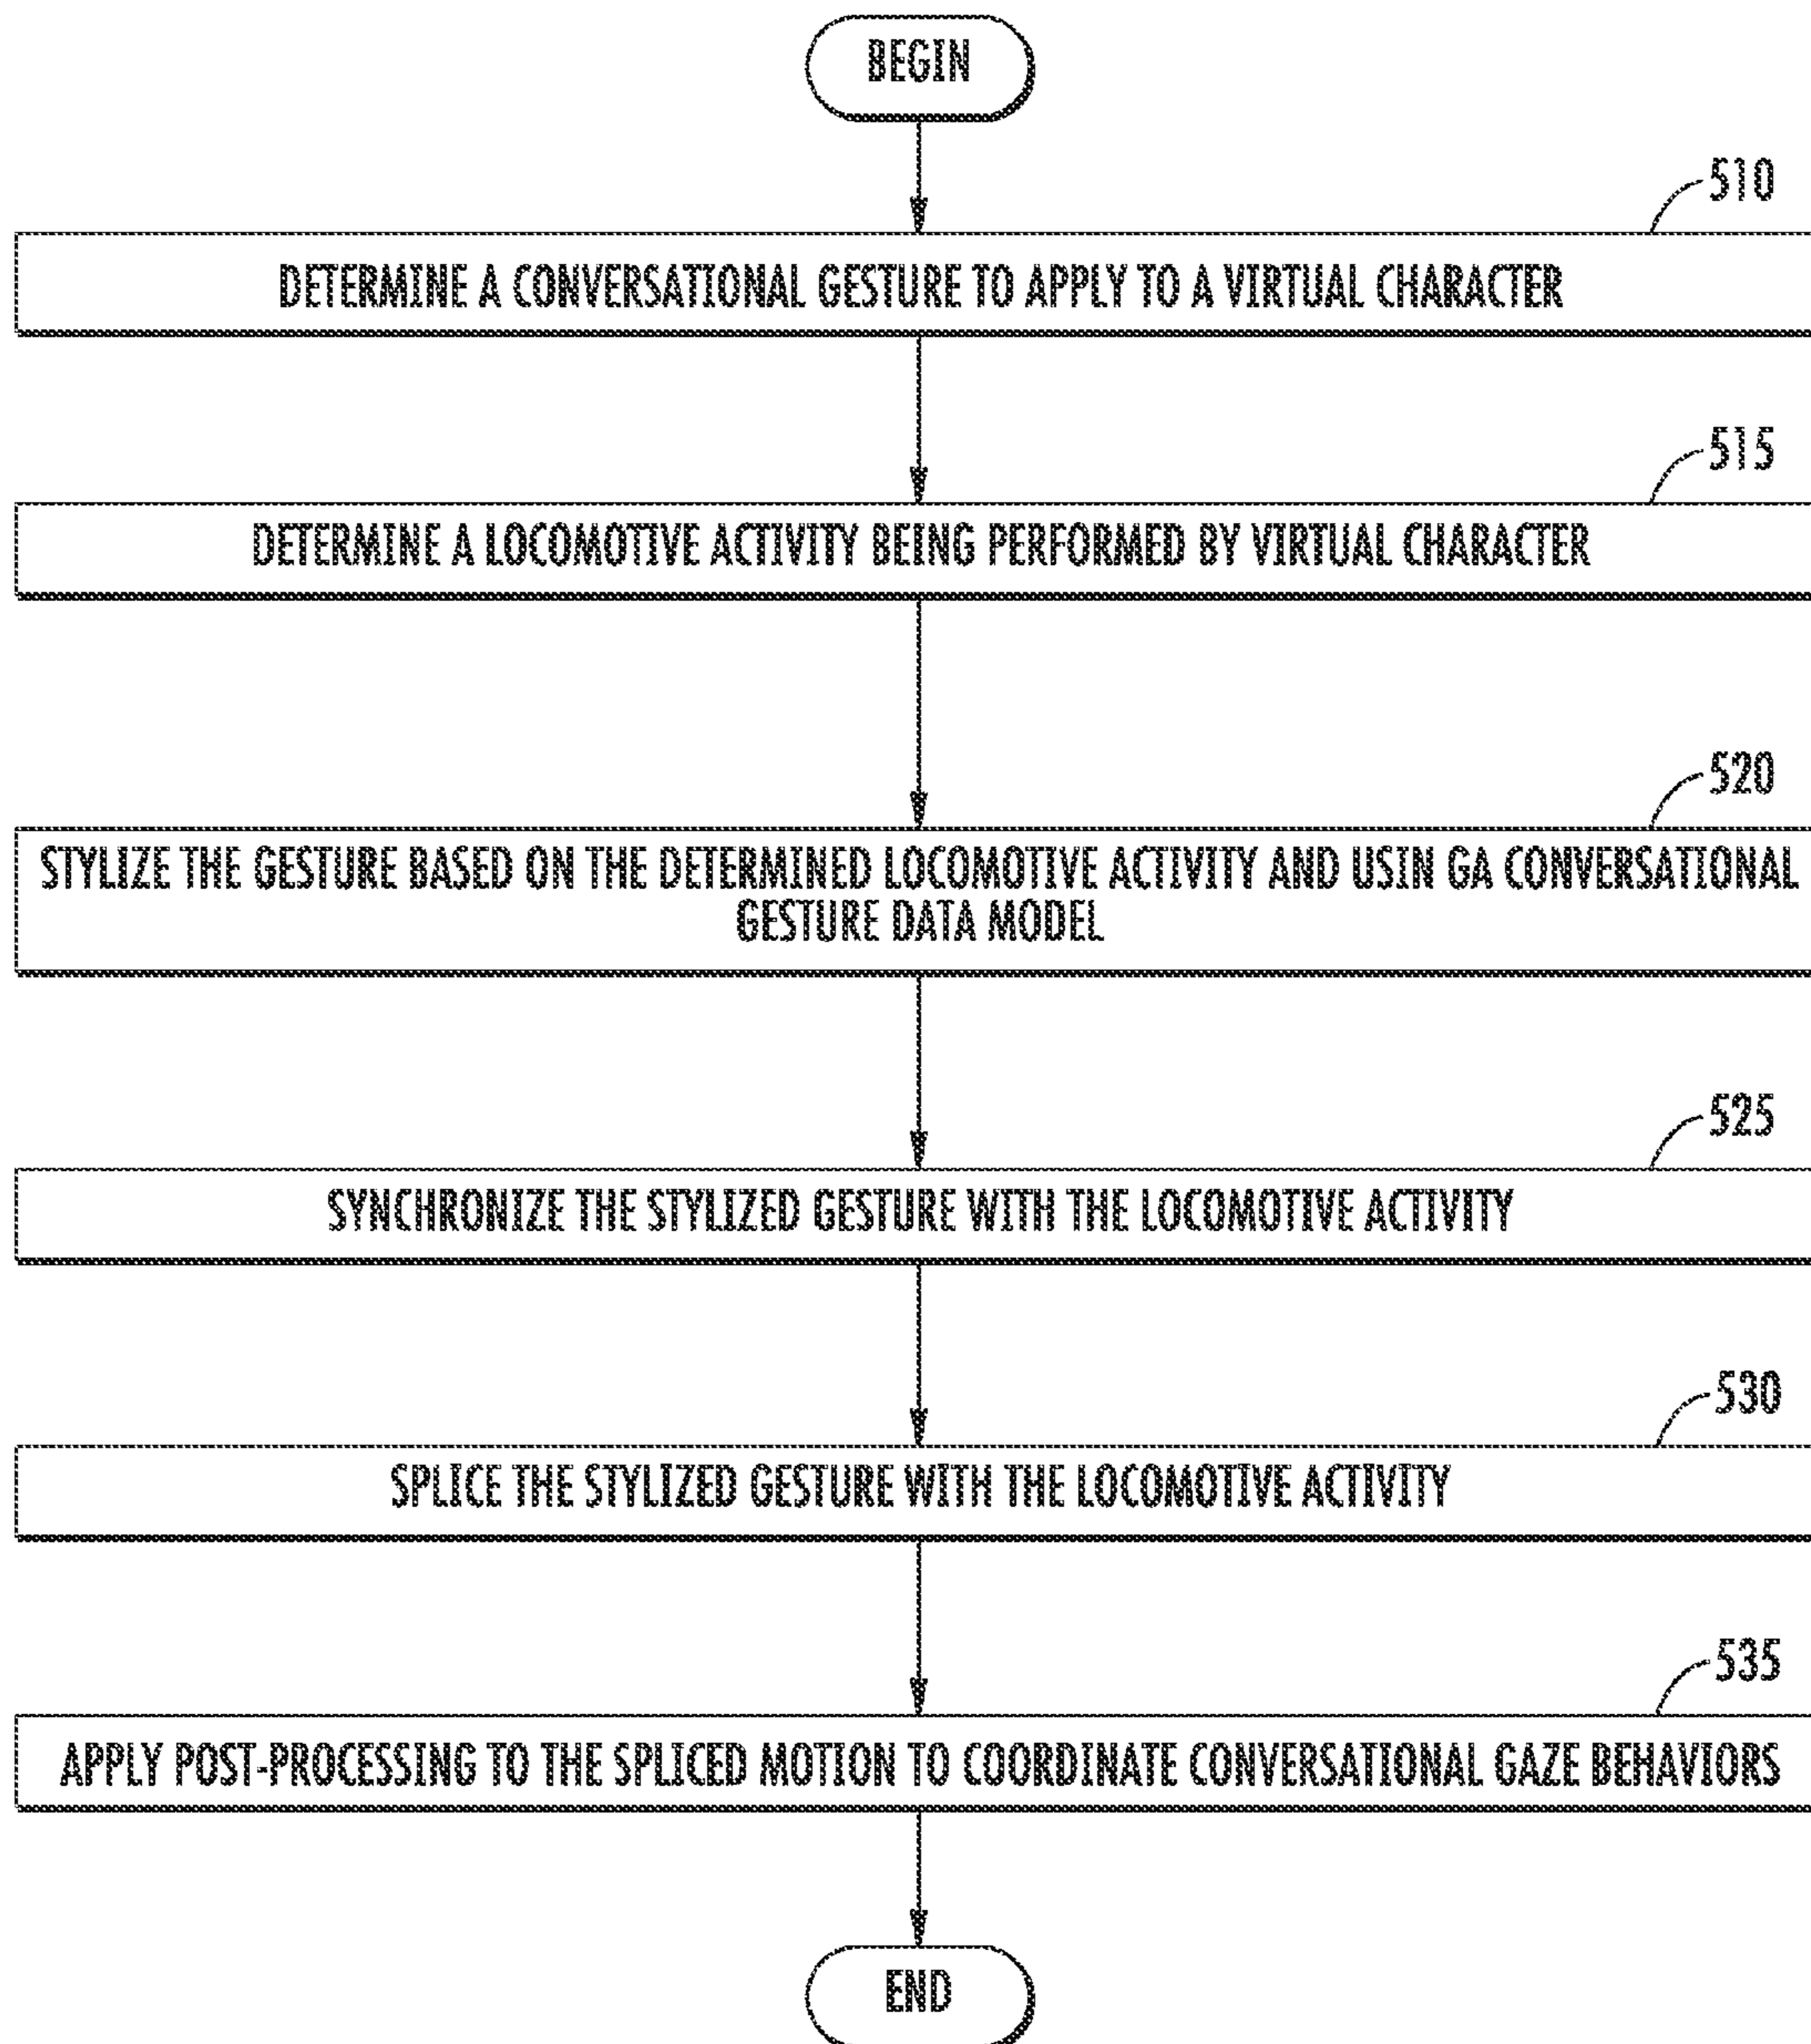 BEGIN
510
DETERMINE A CONVERSATIONAL GESTURE TO APPLY TO A VIRTUAL CHARACTER
515
DETERMINE A LOCOMOTIVE ACTIVITY BEING PERFORMED BY VIRTUAL CHARACTER
520
STYLIZE THE GESTURE BASED ON THE DETERMINED LOCOMOTIVE ACTIVITY AND USIN GA CONVERSATIONAL
GESTURE DATA MODEL
525
SYNCHRONIZE THE STYLIZED GESTURE WITH THE LOCOMOTIVE ACTIVITY
530
SPLICE THE STYLIZED GESTURE WITH THE LOCOMOTIVE ACTIVITY
535
APPLY POST-PROCESSING TO THE SPLICED MOTION TO COORDINATE CONVERSATIONAL GAZE BEHAVIORS
END